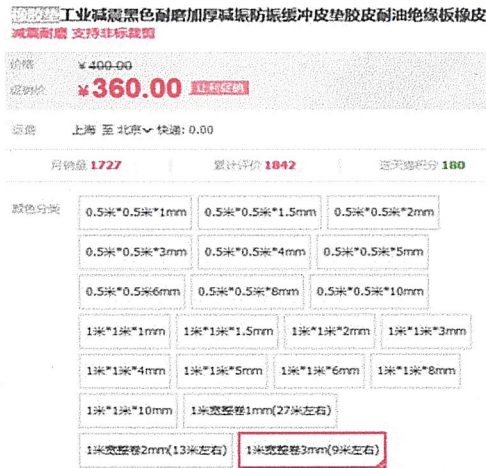 橡胶垫工业减震黑色耐磨加厚减振防振缓冲皮垫胶皮耐油绝缘板橡皮
减震耐磨 支持非标裁剪
价格 ¥400.00
促销价 ¥360.00 让利促销
运费 上海 至 北京 快递: 0.00
月销量 1727 累计评价 1842 送天猫积分 180
颜色分类 0.5米*0.5米*1mm 0.5米*0.5米*1.5mm 0.5米*0.5米*2mm
0.5米*0.5米*3mm 0.5米*0.5米*4mm 0.5米*0.5米*5mm
0.5米*0.5米6mm 0.5米*0.5米*8mm 0.5米*0.5米*10mm
1米*1米*1mm 1米*1米*1.5mm 1米*1米*2mm 1米*1米*3mm
1米*1米*4mm 1米*1米*5mm 1米*1米*6mm 1米*1米*8mm
1米*1米*10mm 1米宽整卷1mm(27米左右)
1米宽整卷2mm(13米左右) 1米宽整卷3mm(9米左右)